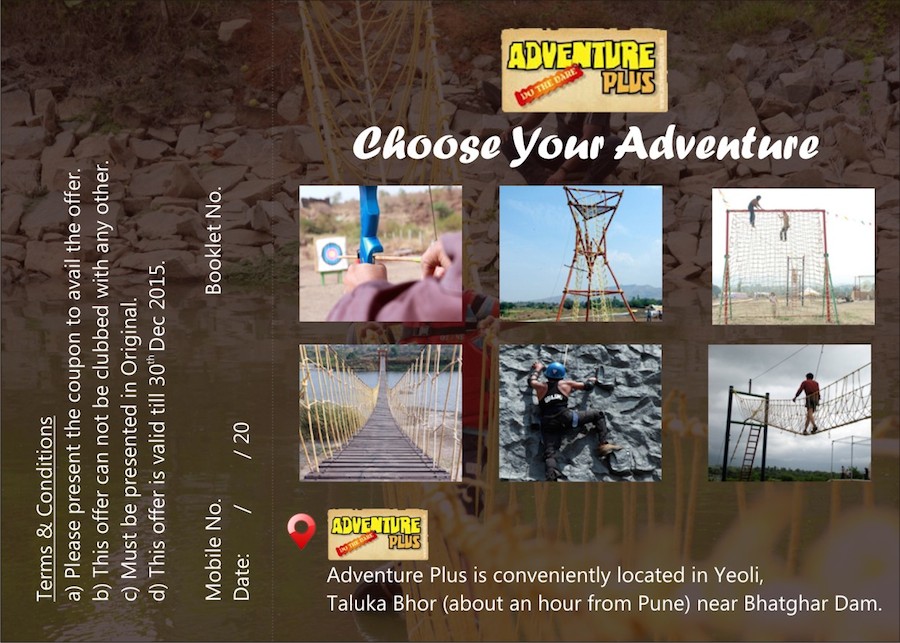 Terms & Conditions
a) Please present the coupon to avail the offer.
b) This offer can not be clubbed with any other.
c) Must be presented in Original.
d) This offer is valid till 30th Dec 2015.
Mobile No.
Booklet No.
Date: / / 20
ADVENTURE
DO THE DARE
PLUS
Choose Your Adventure
ADVENTURE
DO THE DARE
PLUS
Adventure Plus is conveniently located in Yeoli,
Taluka Bhor (about an hour from Pune) near Bhatghar Dam.